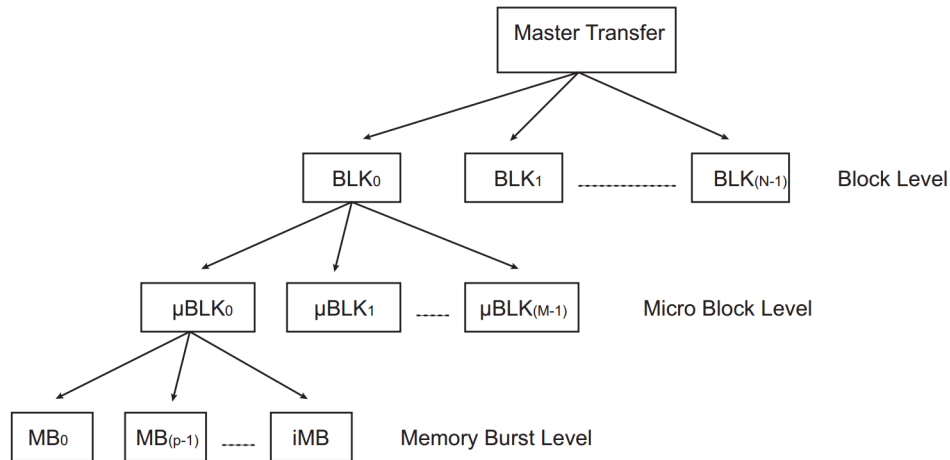 Master Transfer
BLK0 BLK1 BLK(N-1) Block Level
µBLK0 µBLK1 µBLK(M-1) Micro Block Level
MB0 MB(p-1) iMB Memory Burst Level